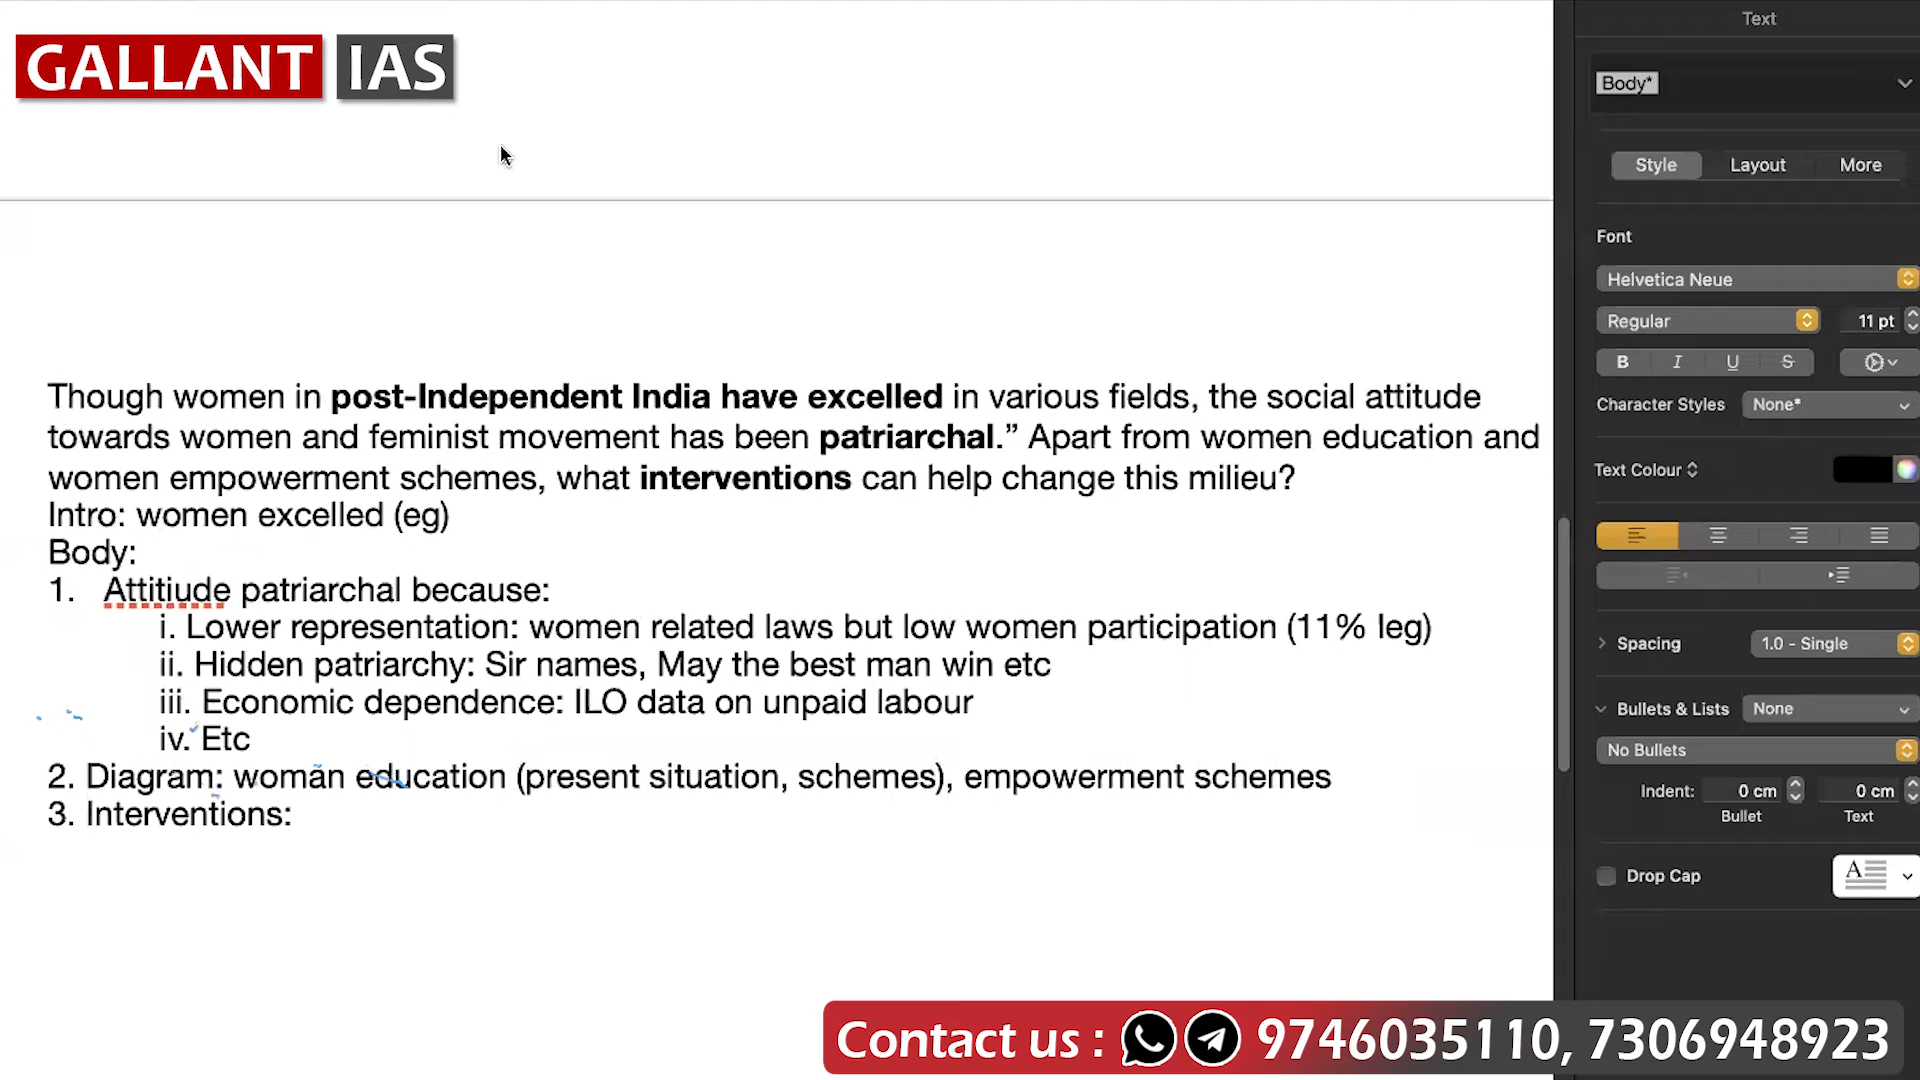 GALLANT IAS
Though women in post-Independent India have excelled in various fields, the social attitude
towards women and feminist movement has been patriarchal.” Apart from women education and
women empowerment schemes, what interventions can help change this milieu?
Intro: women excelled (eg)
Body:
1. Attitiude patriarchal because:
i. Lower representation: women related laws but low women participation (11% leg)
ii. Hidden patriarchy: Sir names, May the best man win etc
iii. Economic dependence: ILO data on unpaid labour
iv. Etc
2. Diagram: woman education (present situation, schemes), empowerment schemes
3. Interventions:
Contact us : 9746035110, 7306948923
Text
Body*
Style Layout More
Font
Helvetica Neue
Regular 11 pt
B I U S
Character Styles None*
Text Colour
Spacing 1.0 - Single
Bullets & Lists None
No Bullets
Indent: 0 cm 0 cm
Bullet Text
Drop Cap
A